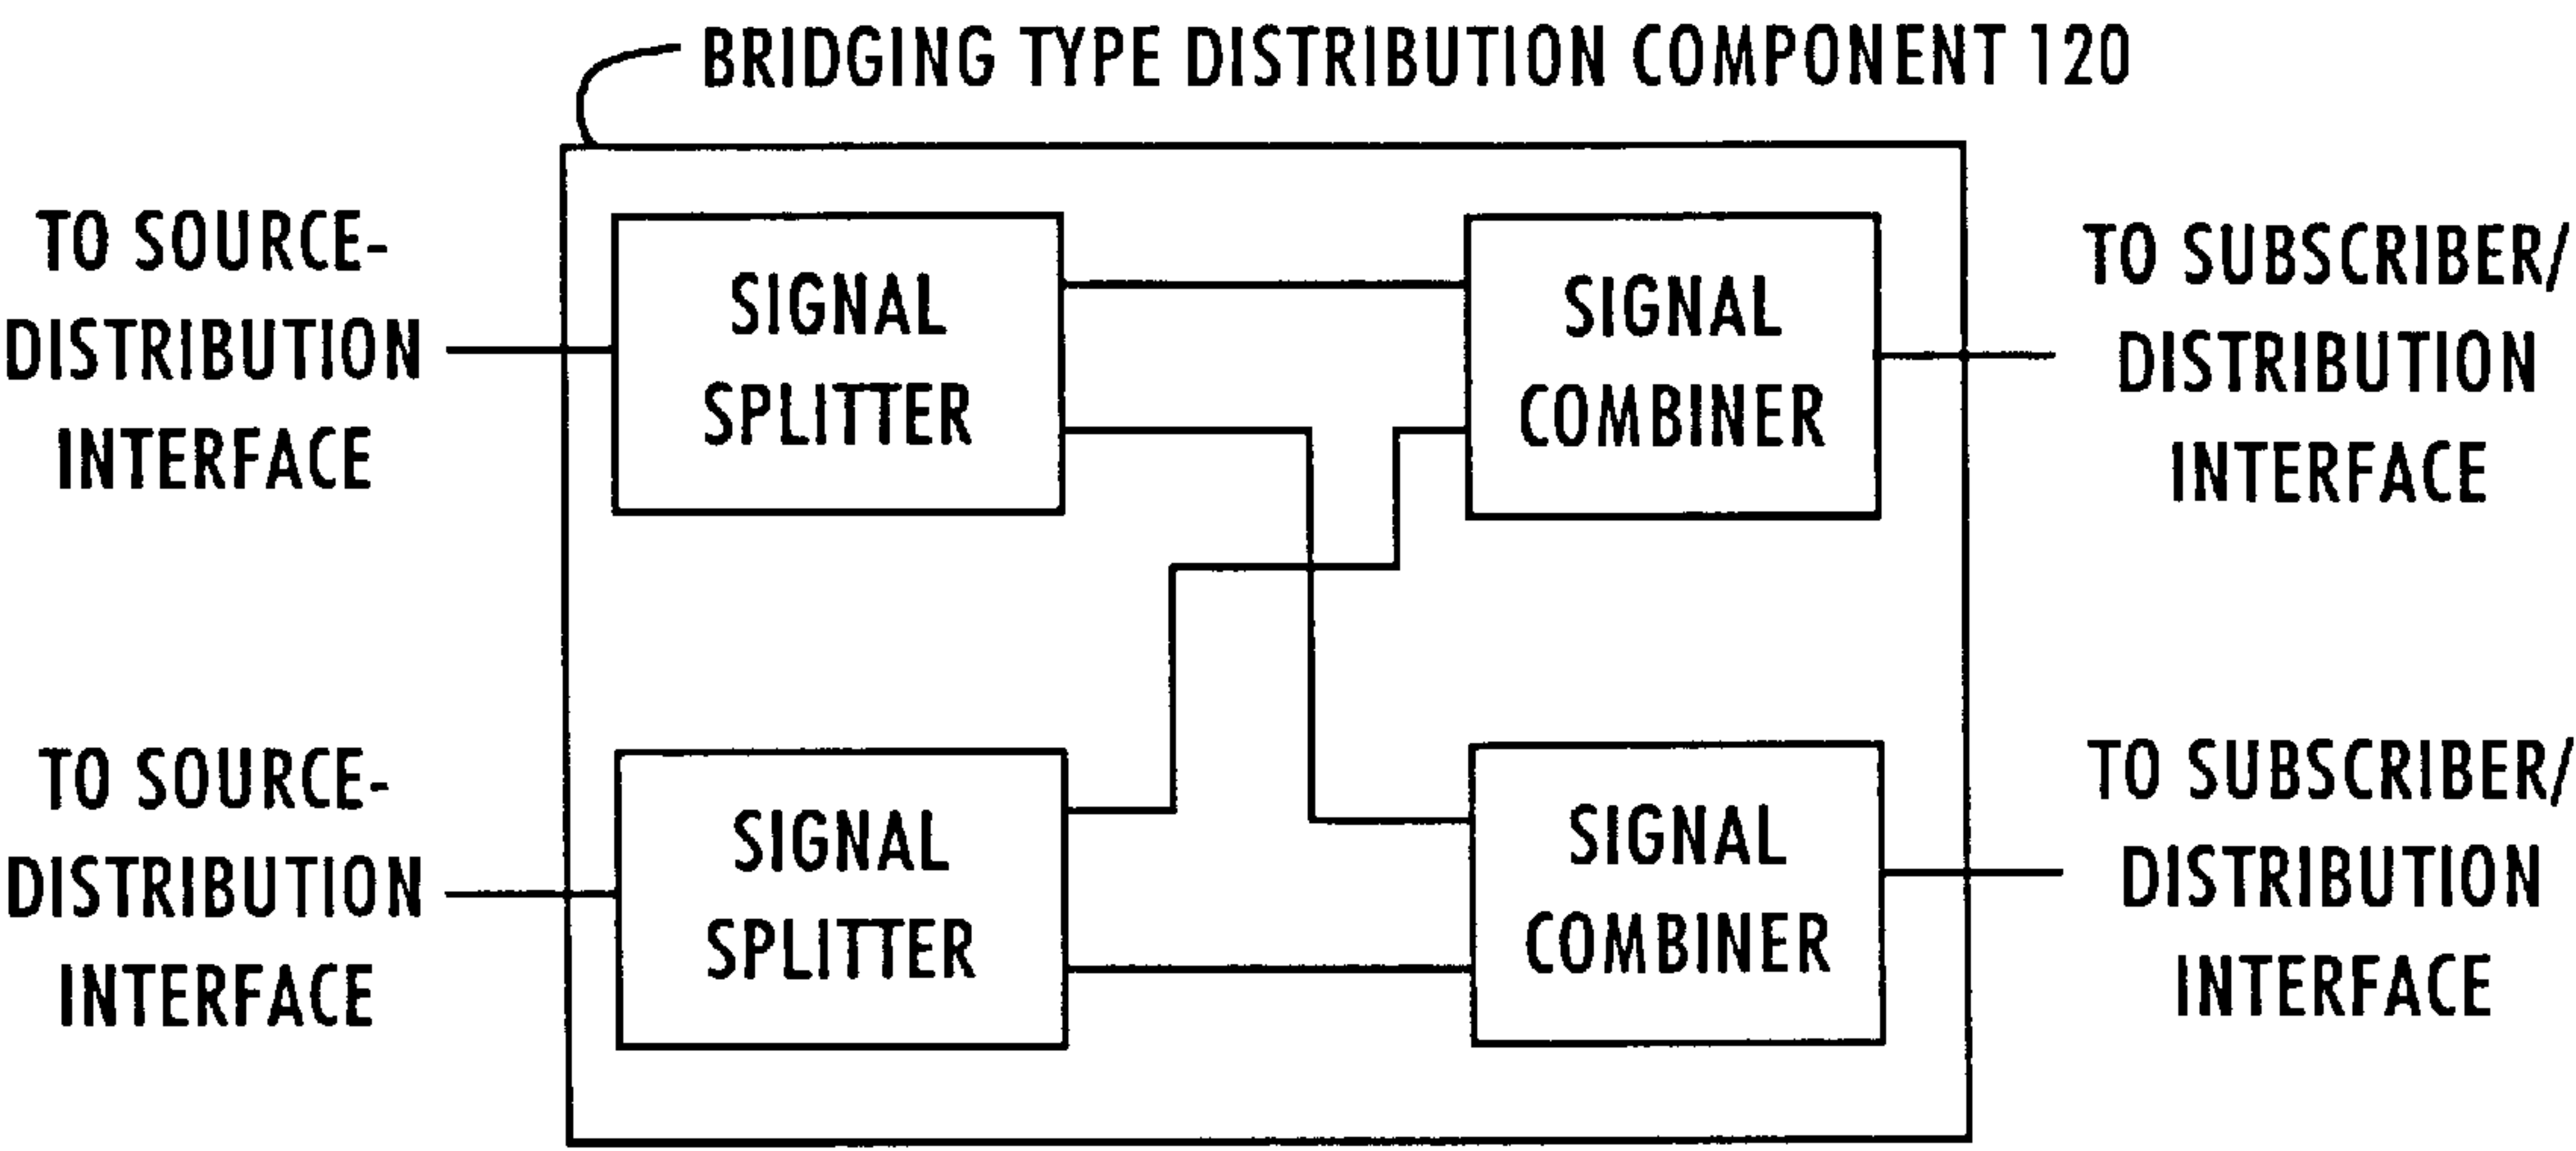 BRIDGING TYPE DISTRIBUTION COMPONENT 120
TO SOURCE-
DISTRIBUTION
INTERFACE
SIGNAL
SPLITTER
SIGNAL
COMBINER
TO SUBSCRIBER/
DISTRIBUTION
INTERFACE
TO SOURCE-
DISTRIBUTION
INTERFACE
SIGNAL
SPLITTER
SIGNAL
COMBINER
TO SUBSCRIBER/
DISTRIBUTION
INTERFACE